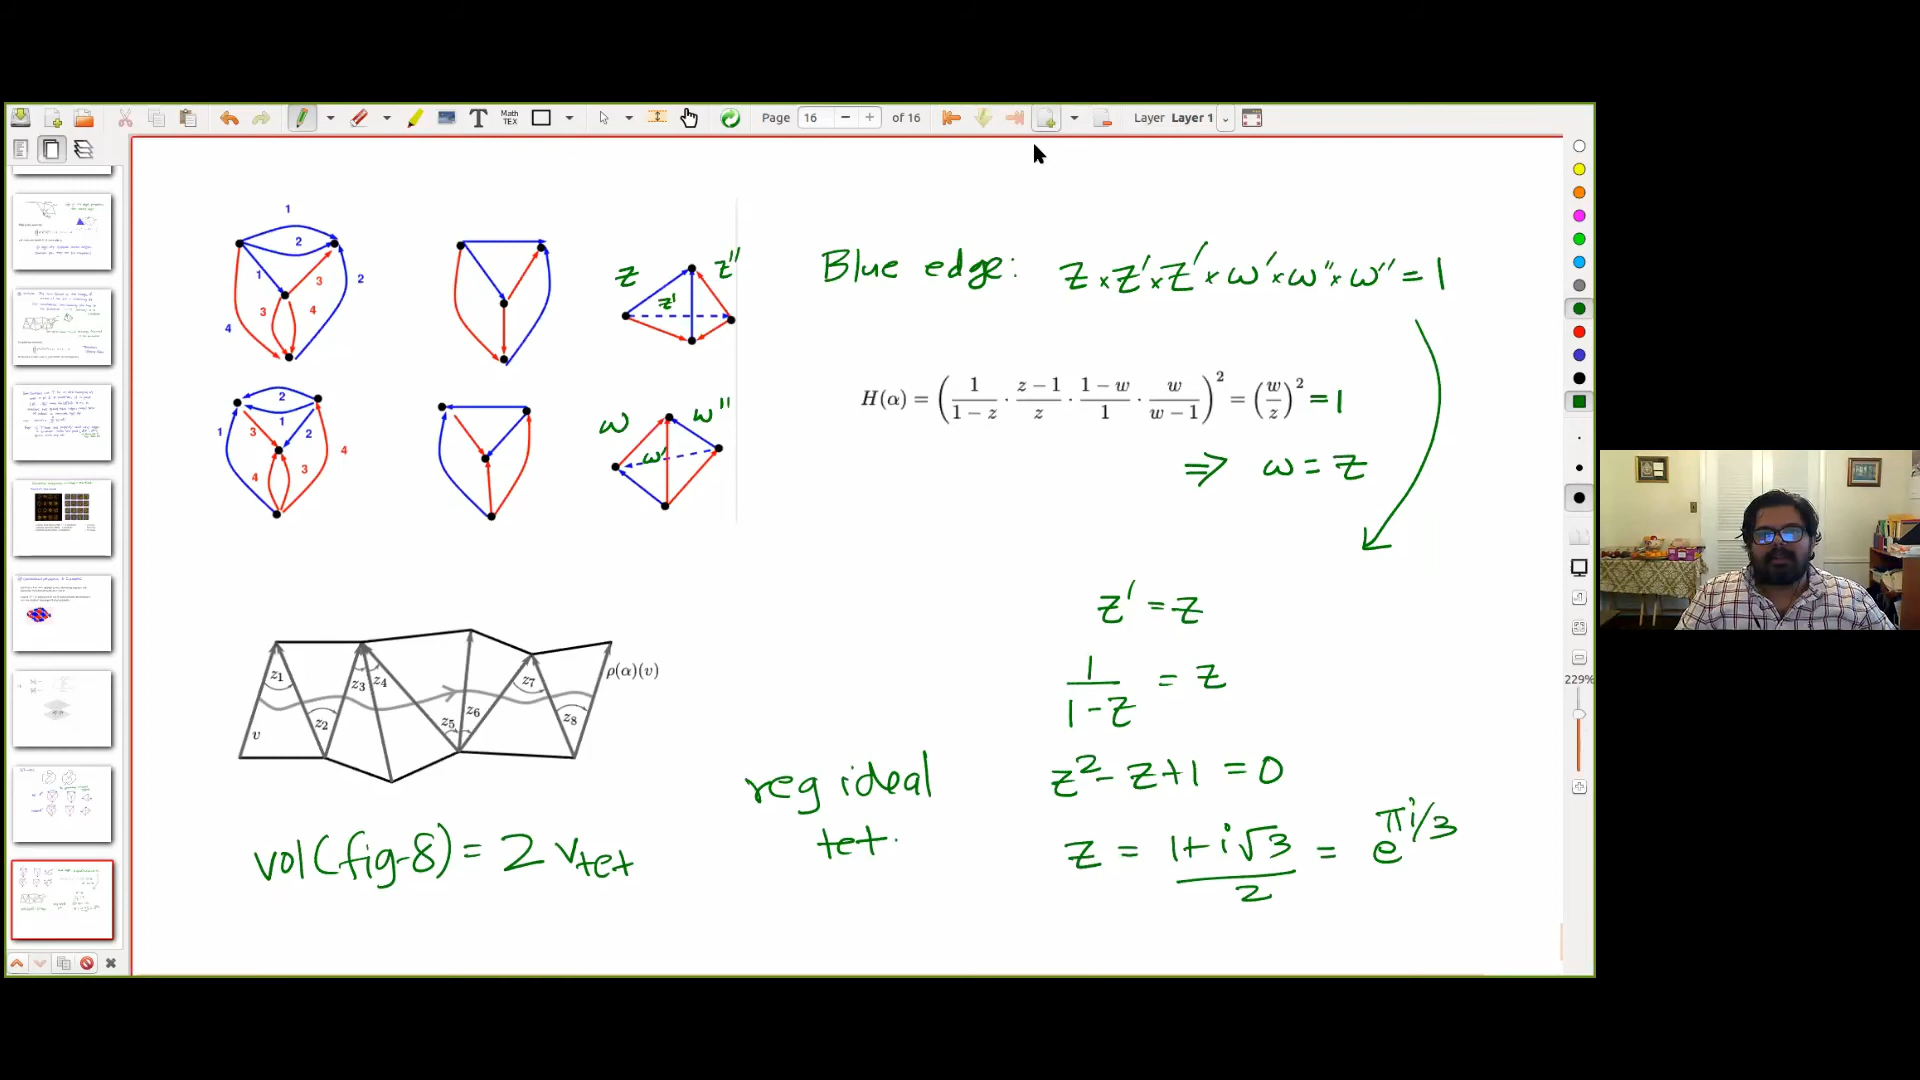 Page 16 of 16 Layer Layer 1
Math
TEX
1
2
1
3
2
3
4
4
z
z'
z''
2
1
1
3
2
4
4
3
w
w'
w''
Blue edge: z × z' × z' × w' × w'' × w'' = 1
H(α) = (1/(1 − z) · (z − 1)/z · (1 − w)/1 · w/(w − 1))² = (w/z)² = 1
⇒ w = z
z' = z
1/(1-z) = z
z² - z + 1 = 0
z = (1 + i√3)/2 = e^{πi/3}
reg ideal
tet.
z1
z2
z3
z4
z5
z6
z7
z8
v
ρ(α)(v)
vol(fig-8) = 2 v_tet
229%